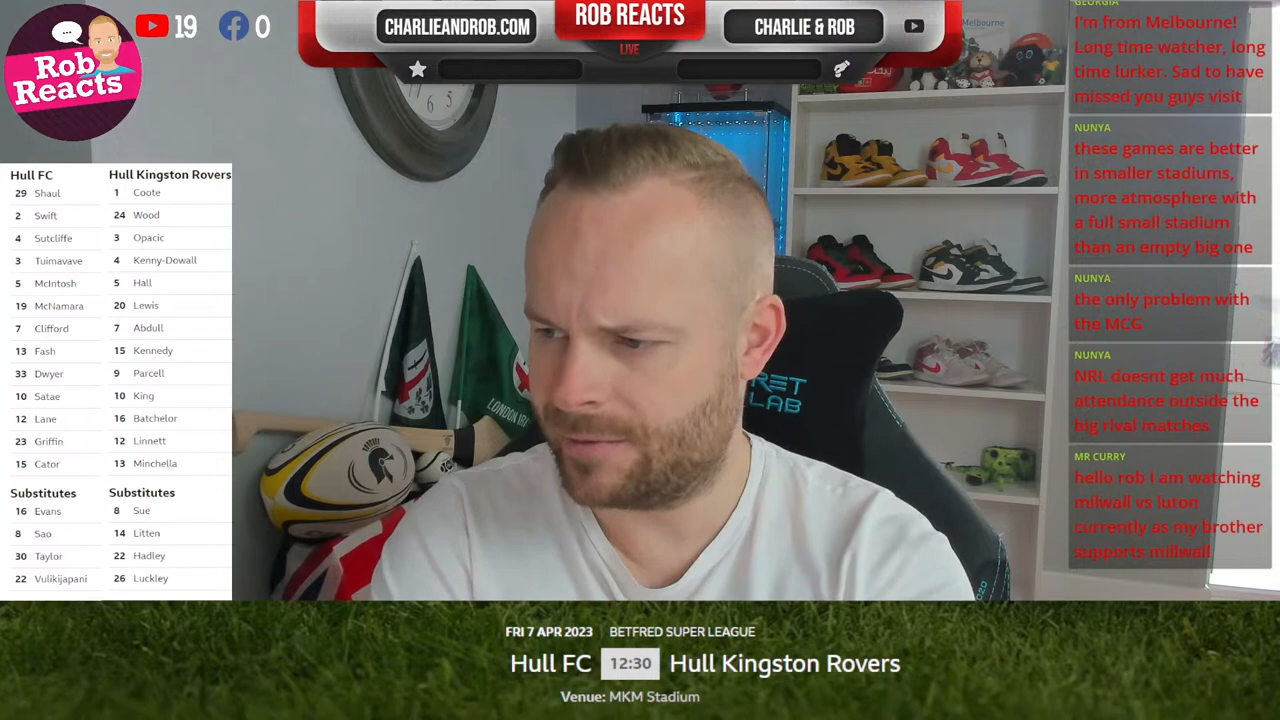 Rob
Reacts
19
0
CHARLIEANDROB.COM
ROB REACTS
LIVE
CHARLIE & ROB
Melbourne
Hull FC
29 Shaul
2 Swift
4 Sutcliffe
3 Tuimavave
5 McIntosh
19 McNamara
7 Clifford
13 Fash
33 Dwyer
10 Satae
12 Lane
23 Griffin
15 Cator
Substitutes
16 Evans
8 Sao
30 Taylor
22 Vulikijapani
Hull Kingston Rovers
1 Coote
24 Wood
3 Opacic
4 Kenny-Dowall
5 Hall
20 Lewis
7 Abdull
15 Kennedy
9 Parcell
10 King
16 Batchelor
12 Linnett
13 Minchella
Substitutes
8 Sue
14 Litten
22 Hadley
26 Luckley
6 5
LONDON
LAB
2020
GEORGIA
I'm from Melbourne!
Long time watcher, long
time lurker. Sad to have
missed you guys visit
NUNYA
these games are better
in smaller stadiums,
more atmosphere with
a full small stadium
than an empty big one
NUNYA
the only problem with
the MCG
NUNYA
NRL doesnt get much
attendance outside the
big rival matches
MR CURRY
hello rob I am watching
milwall vs luton
currently as my brother
supports millwall
FRI 7 APR 2023 BETFRED SUPER LEAGUE
Hull FC 12:30 Hull Kingston Rovers
Venue: MKM Stadium